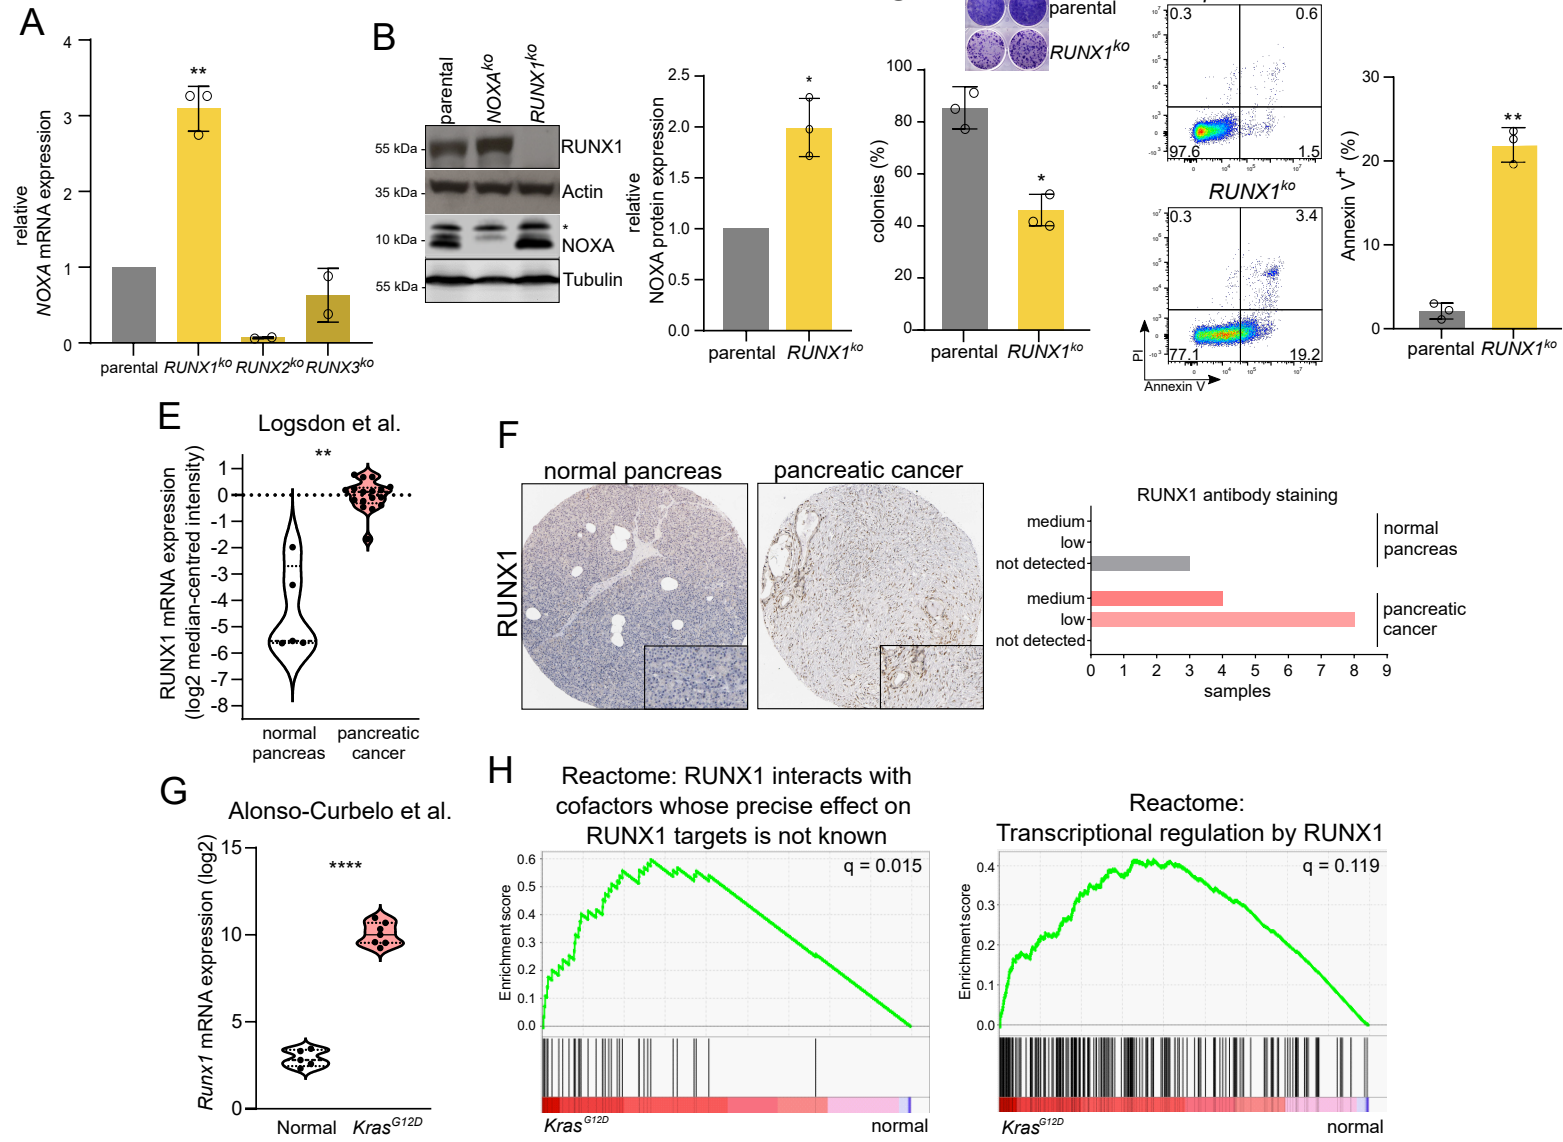 A
relative
NOXA mRNA expression
4
3
2
1
0
**
parental RUNX1ko RUNX2ko RUNX3ko
B
parental
NOXAko
RUNX1ko
55 kDa
RUNX1
35 kDa
Actin
*
10 kDa
NOXA
55 kDa
Tubulin
relative
NOXA protein expression
2.5
2.0
1.5
1.0
0.5
0.0
*
parental RUNX1ko
parental
RUNX1ko
colonies (%)
100
80
60
40
20
0
*
parental RUNX1ko
0.3 0.6
97.6 1.5
RUNX1ko
0.3 3.4
77.1 19.2
PI
Annexin V
Annexin V+ (%)
30
20
10
0
**
parental RUNX1ko
E
Logsdon et al.
**
RUNX1 mRNA expression
(log2 median-centred intensity)
1
0
-1
-2
-3
-4
-5
-6
-7
-8
normal
pancreas
pancreatic
cancer
F
normal pancreas
pancreatic cancer
RUNX1
RUNX1 antibody staining
medium
low
not detected
normal
pancreas
medium
low
not detected
pancreatic
cancer
0 1 2 3 4 5 6 7 8 9
samples
G
Alonso-Curbelo et al.
Runx1 mRNA expression (log2)
15
10
5
0
****
Normal KrasG12D
H
Reactome: RUNX1 interacts with
cofactors whose precise effect on
RUNX1 targets is not known
q = 0.015
Enrichment score
0.6
0.5
0.4
0.3
0.2
0.1
0.0
KrasG12D normal
Reactome:
Transcriptional regulation by RUNX1
q = 0.119
Enrichment score
0.4
0.3
0.2
0.1
0.0
KrasG12D normal